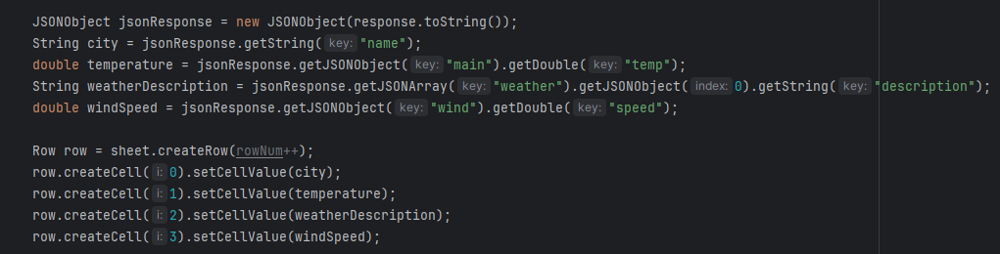 JSONObject jsonResponse = new JSONObject(response.toString());
String city = jsonResponse.getString( key: "name");
double temperature = jsonResponse.getJSONObject( key: "main").getDouble( key: "temp");
String weatherDescription = jsonResponse.getJSONArray( key: "weather").getJSONObject( index: 0).getString( key: "description");
double windSpeed = jsonResponse.getJSONObject( key: "wind").getDouble( key: "speed");
Row row = sheet.createRow(rowNum++);
row.createCell( i: 0).setCellValue(city);
row.createCell( i: 1).setCellValue(temperature);
row.createCell( i: 2).setCellValue(weatherDescription);
row.createCell( i: 3).setCellValue(windSpeed);